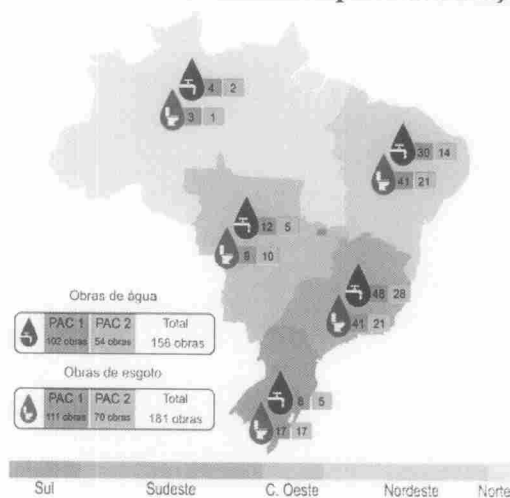 4 2
3 1
30 14
41 21
12 5
9 10
48 28
41 21
8 5
17 17
Obras de água
PAC 1 PAC 2 Total
102 obras 54 obras 156 obras
Obras de esgoto
PAC 1 PAC 2 Total
111 obras 70 obras 181 obras
Sul Sudeste C. Oeste Nordeste Norte